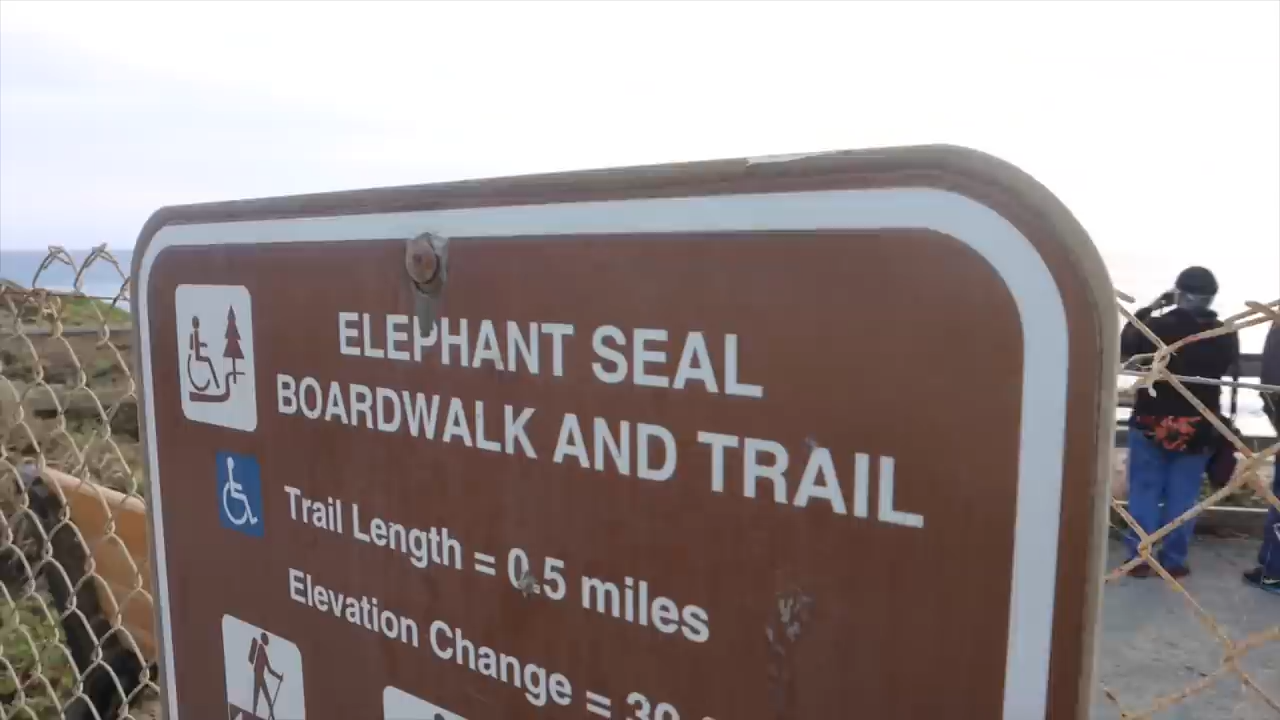 ELEPHANT SEAL
BOARDWALK AND TRAIL
Trail Length = 0.5 miles
Elevation Change =